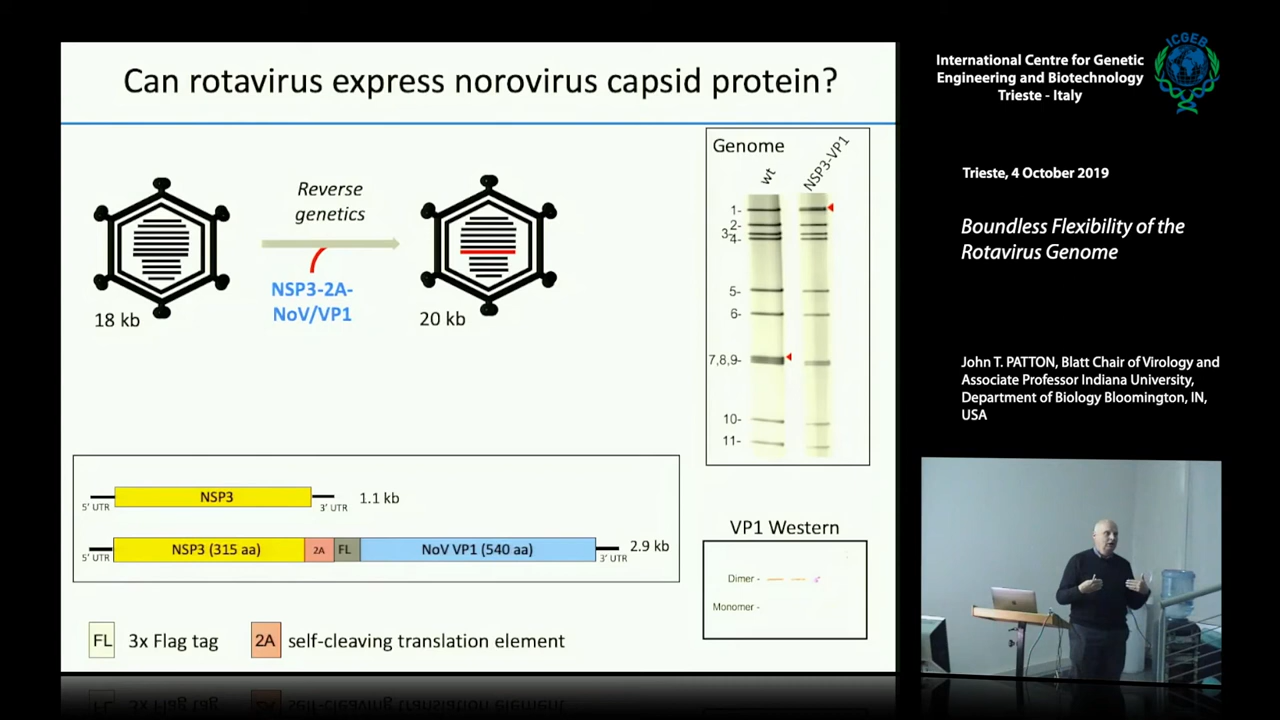 Can rotavirus express norovirus capsid protein?
Reverse
genetics
NSP3-2A-
NoV/VP1
18 kb
20 kb
Genome
wt
NSP3-VP1
1-
2-
3-
4-
5-
6-
7,8,9-
10-
11-
NSP3
5' UTR
3' UTR
1.1 kb
NSP3 (315 aa)
2A
FL
NoV VP1 (540 aa)
5' UTR
3' UTR
2.9 kb
VP1 Western
Dimer -
Monomer -
FL
3x Flag tag
2A
self-cleaving translation element
International Centre for Genetic
Engineering and Biotechnology
Trieste - Italy
ICGEB
Trieste, 4 October 2019
Boundless Flexibility of the
Rotavirus Genome
John T. PATTON, Blatt Chair of Virology and
Associate Professor Indiana University,
Department of Biology Bloomington, IN,
USA